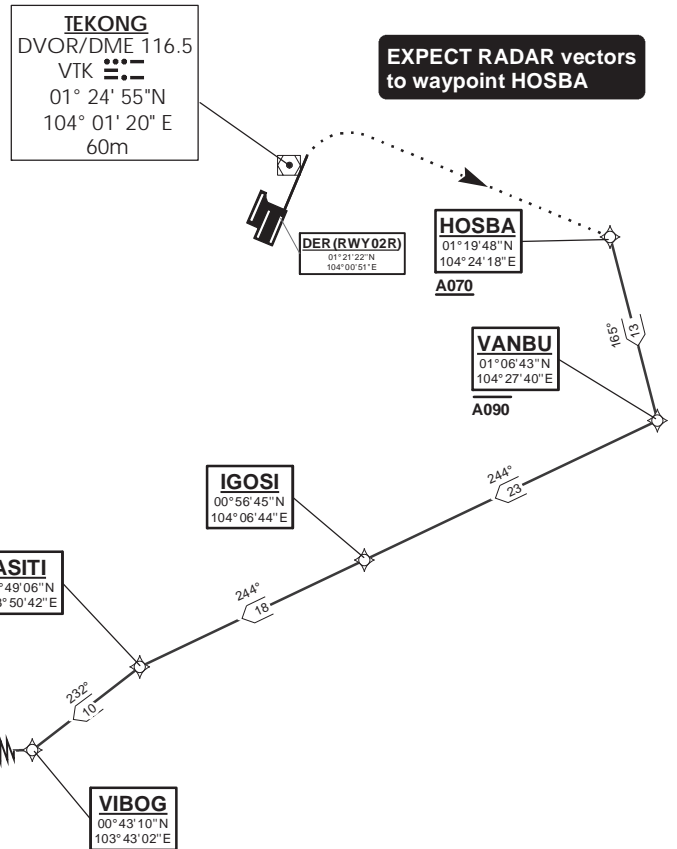 TEKONG
DVOR/DME 116.5
VTK
01° 24' 55"N
104° 01' 20" E
60m
EXPECT RADAR vectors
to waypoint HOSBA
DER (RWY02R)
01°21'22"N
104°00'51"E
HOSBA
01°19'48"N
104°24'18"E
A070
165°
13
VANBU
01°06'43"N
104°27'40"E
A090
244°
23
IGOSI
00°56'45"N
104°06'44"E
244°
18
ASITI
°49'06"N
3°50'42"E
232°
10
VIBOG
00°43'10"N
103°43'02"E